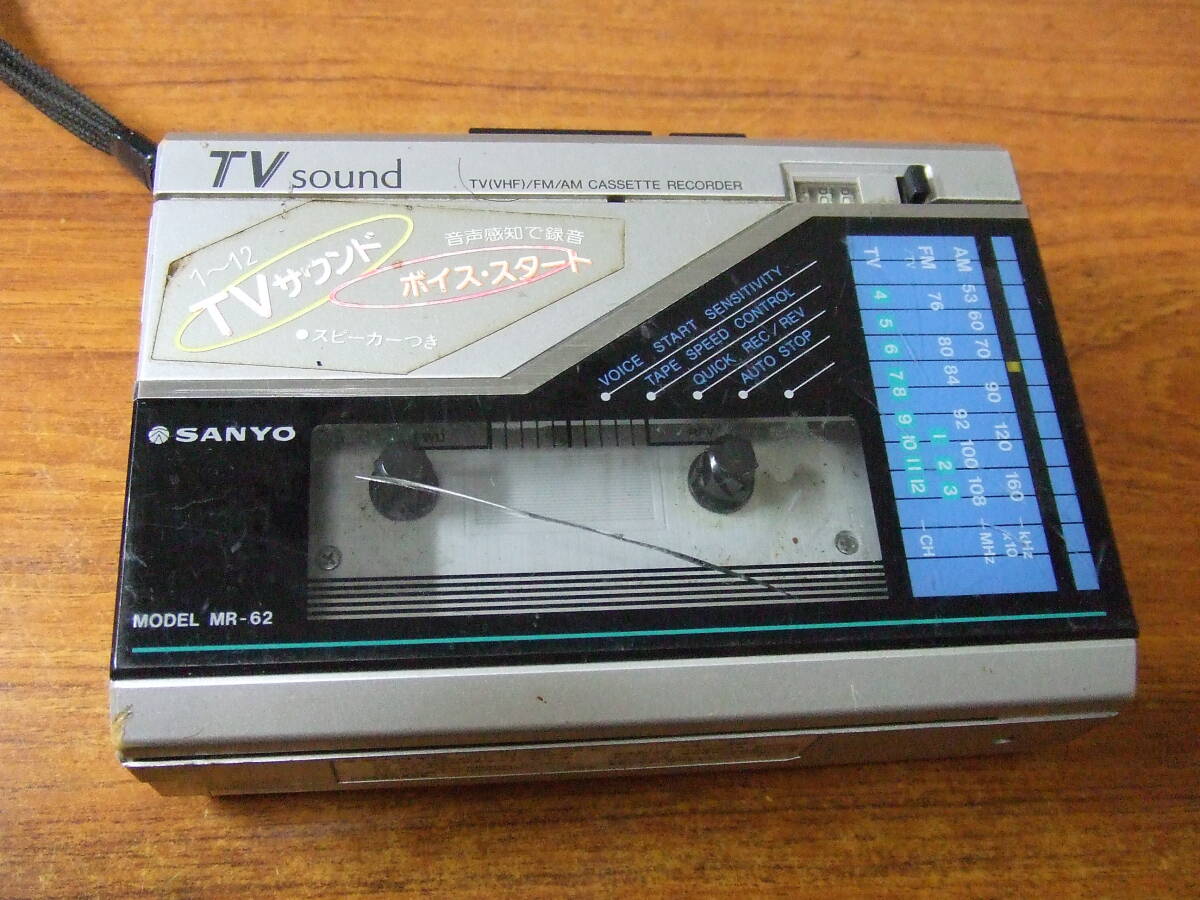 TV sound
TV(VHF)/FM/AM CASSETTE RECORDER
1〜12
TVサウンド
音声感知で録音
ボイス・スタート
●スピーカーつき
VOICE START SENSITIVITY
TAPE SPEED CONTROL
QUICK REC/REV
AUTO STOP
SANYO
MODEL MR-62
AM 53 60 70 90 120 160 kHz ×10
FM/TV 76 80 84 92 100 108 MHz
1 2 3
TV 4 5 6 7 8 9 10 11 12 CH